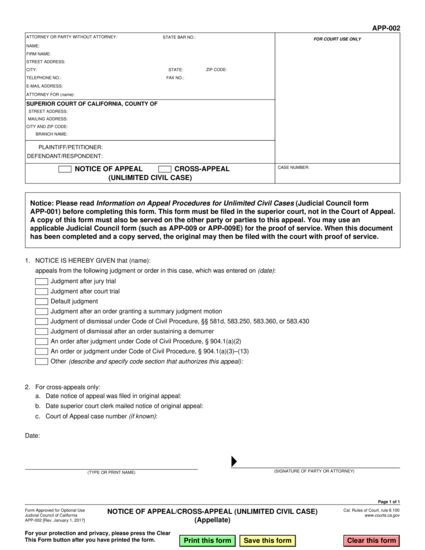 APP-002
ATTORNEY OR PARTY WITHOUT ATTORNEY: STATE BAR NO.:
FOR COURT USE ONLY
NAME:
FIRM NAME:
STREET ADDRESS:
CITY: STATE: ZIP CODE:
TELEPHONE NO.: FAX NO.:
E-MAIL ADDRESS:
ATTORNEY FOR (name):
SUPERIOR COURT OF CALIFORNIA, COUNTY OF
STREET ADDRESS:
MAILING ADDRESS:
CITY AND ZIP CODE:
BRANCH NAME:
PLAINTIFF/PETITIONER:
DEFENDANT/RESPONDENT:
NOTICE OF APPEAL CROSS-APPEAL
(UNLIMITED CIVIL CASE)
CASE NUMBER:
Notice: Please read Information on Appeal Procedures for Unlimited Civil Cases (Judicial Council form
APP-001) before completing this form. This form must be filed in the superior court, not in the Court of Appeal.
A copy of this form must also be served on the other party or parties to this appeal. You may use an
applicable Judicial Council form (such as APP-009 or APP-009E) for the proof of service. When this document
has been completed and a copy served, the original may then be filed with the court with proof of service.
1. NOTICE IS HEREBY GIVEN that (name):
appeals from the following judgment or order in this case, which was entered on (date):
Judgment after jury trial
Judgment after court trial
Default judgment
Judgment after an order granting a summary judgment motion
Judgment of dismissal under Code of Civil Procedure, §§ 581d, 583.250, 583.360, or 583.430
Judgment of dismissal after an order sustaining a demurrer
An order after judgment under Code of Civil Procedure, § 904.1(a)(2)
An order or judgment under Code of Civil Procedure, § 904.1(a)(3)–(13)
Other (describe and specify code section that authorizes this appeal):
2. For cross-appeals only:
a. Date notice of appeal was filed in original appeal:
b. Date superior court clerk mailed notice of original appeal:
c. Court of Appeal case number (if known):
Date:
(TYPE OR PRINT NAME) (SIGNATURE OF PARTY OR ATTORNEY)
Page 1 of 1
Form Approved for Optional Use
Judicial Council of California
APP-002 [Rev. January 1, 2017]
NOTICE OF APPEAL/CROSS-APPEAL (UNLIMITED CIVIL CASE)
(Appellate)
Cal. Rules of Court, rule 8.100
www.courts.ca.gov
For your protection and privacy, please press the Clear
This Form button after you have printed the form.
Print this form Save this form Clear this form